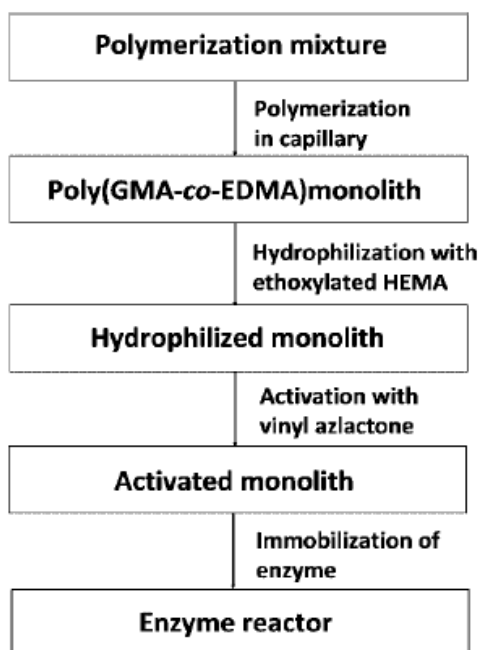 Polymerization mixture
Polymerization
in capillary
Poly(GMA-co-EDMA)monolith
Hydrophilization with
ethoxylated HEMA
Hydrophilized monolith
Activation with
vinyl azlactone
Activated monolith
Immobilization of
enzyme
Enzyme reactor